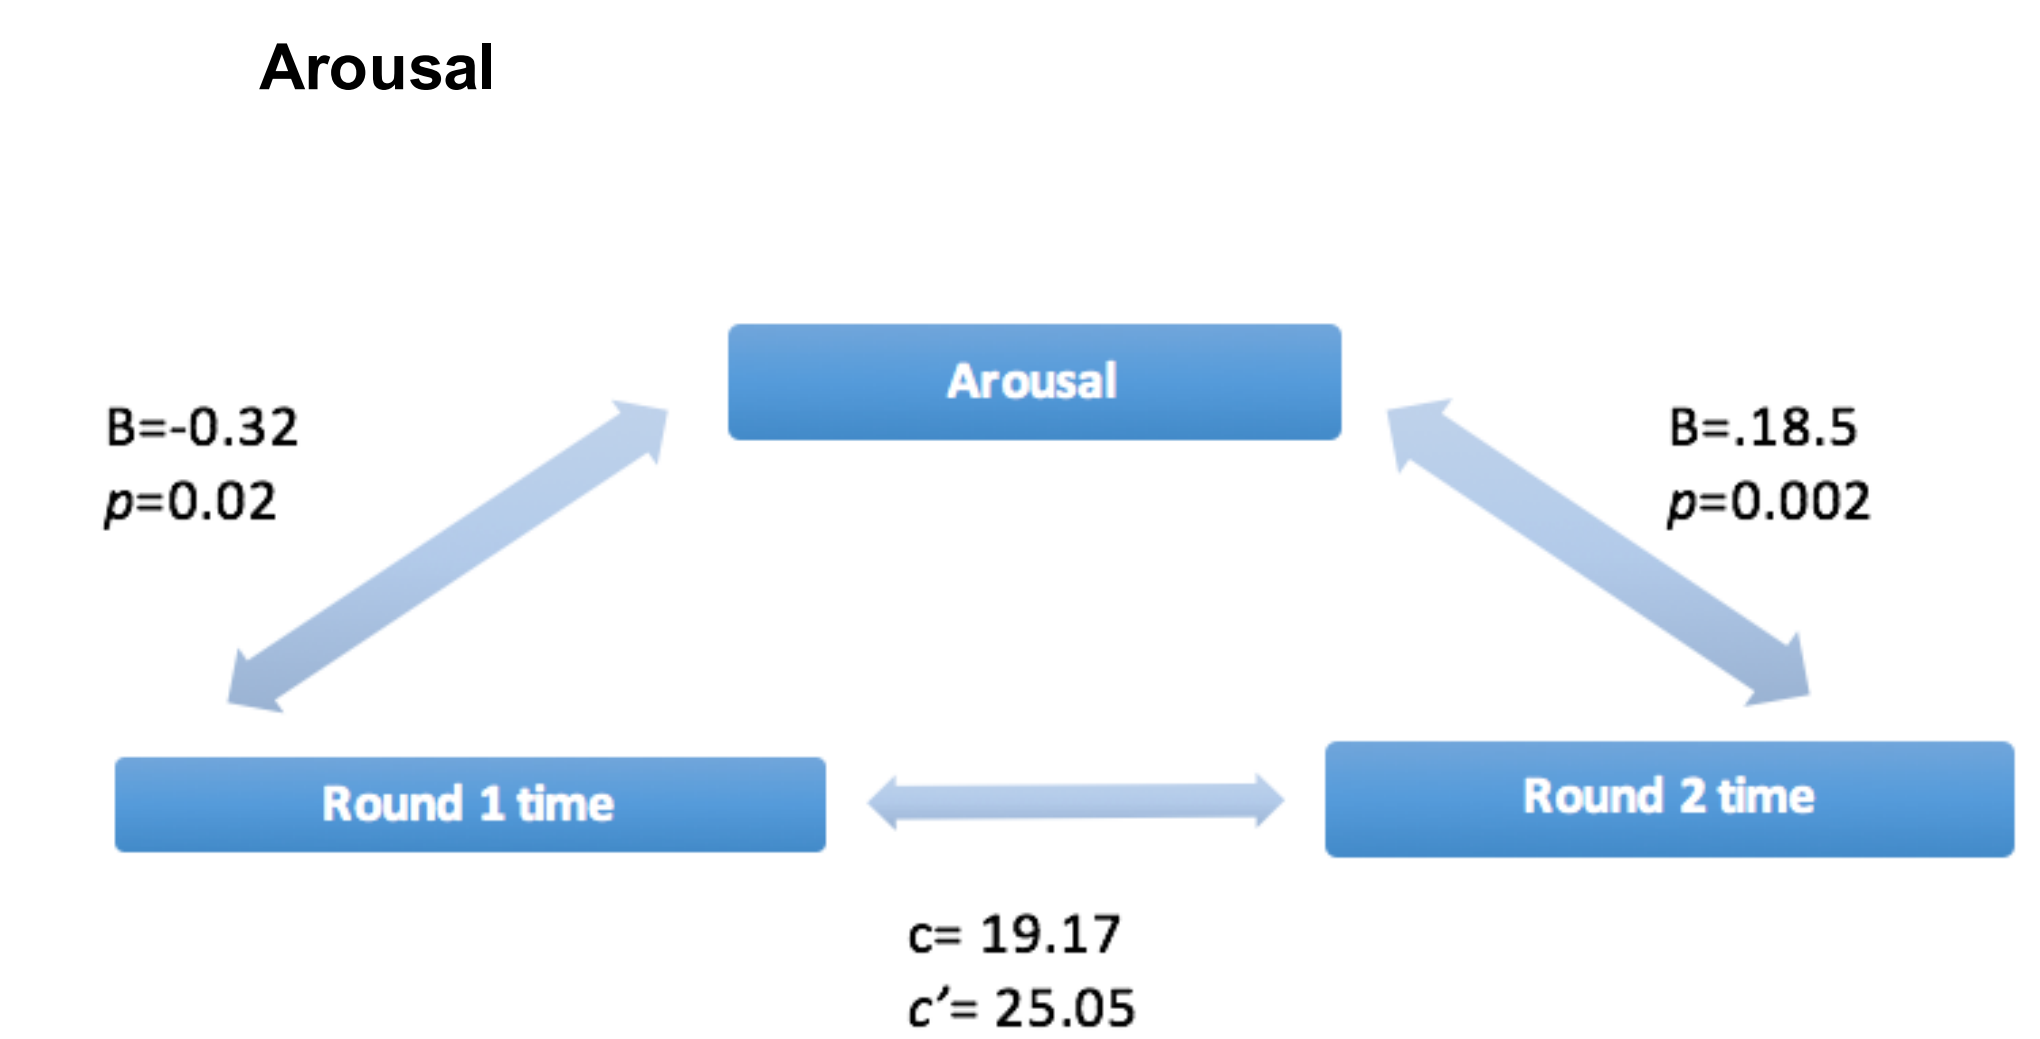 Arousal
Arousal
B=-0.32
p=0.02
B=.18.5
p=0.002
Round 1 time
Round 2 time
c= 19.17
c’= 25.05